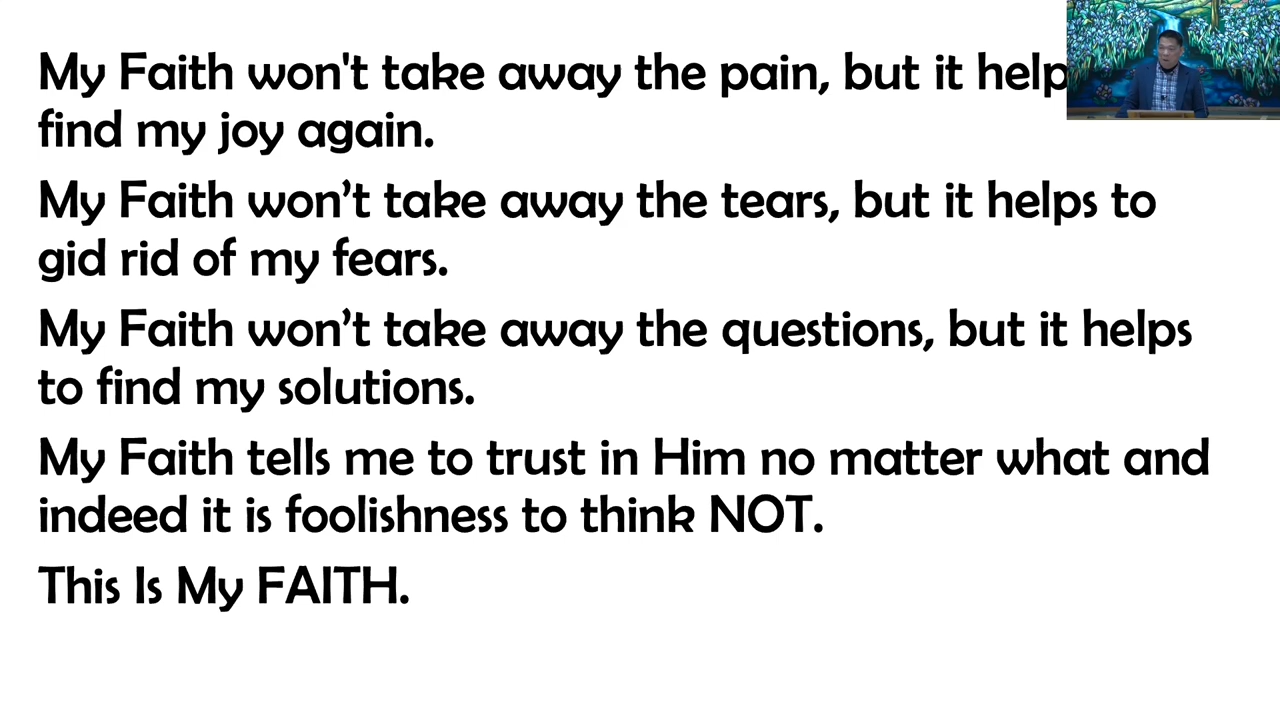 My Faith won't take away the pain, but it help
find my joy again.
My Faith won’t take away the tears, but it helps to
gid rid of my fears.
My Faith won’t take away the questions, but it helps
to find my solutions.
My Faith tells me to trust in Him no matter what and
indeed it is foolishness to think NOT.
This Is My FAITH.